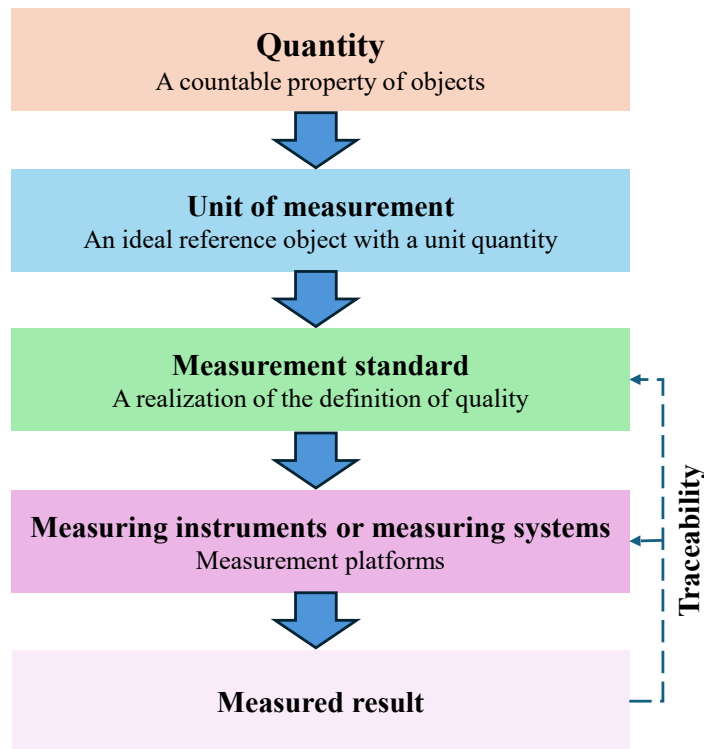 Quantity
A countable property of objects
Unit of measurement
An ideal reference object with a unit quantity
Measurement standard
A realization of the definition of quality
Measuring instruments or measuring systems
Measurement platforms
Measured result
Traceability